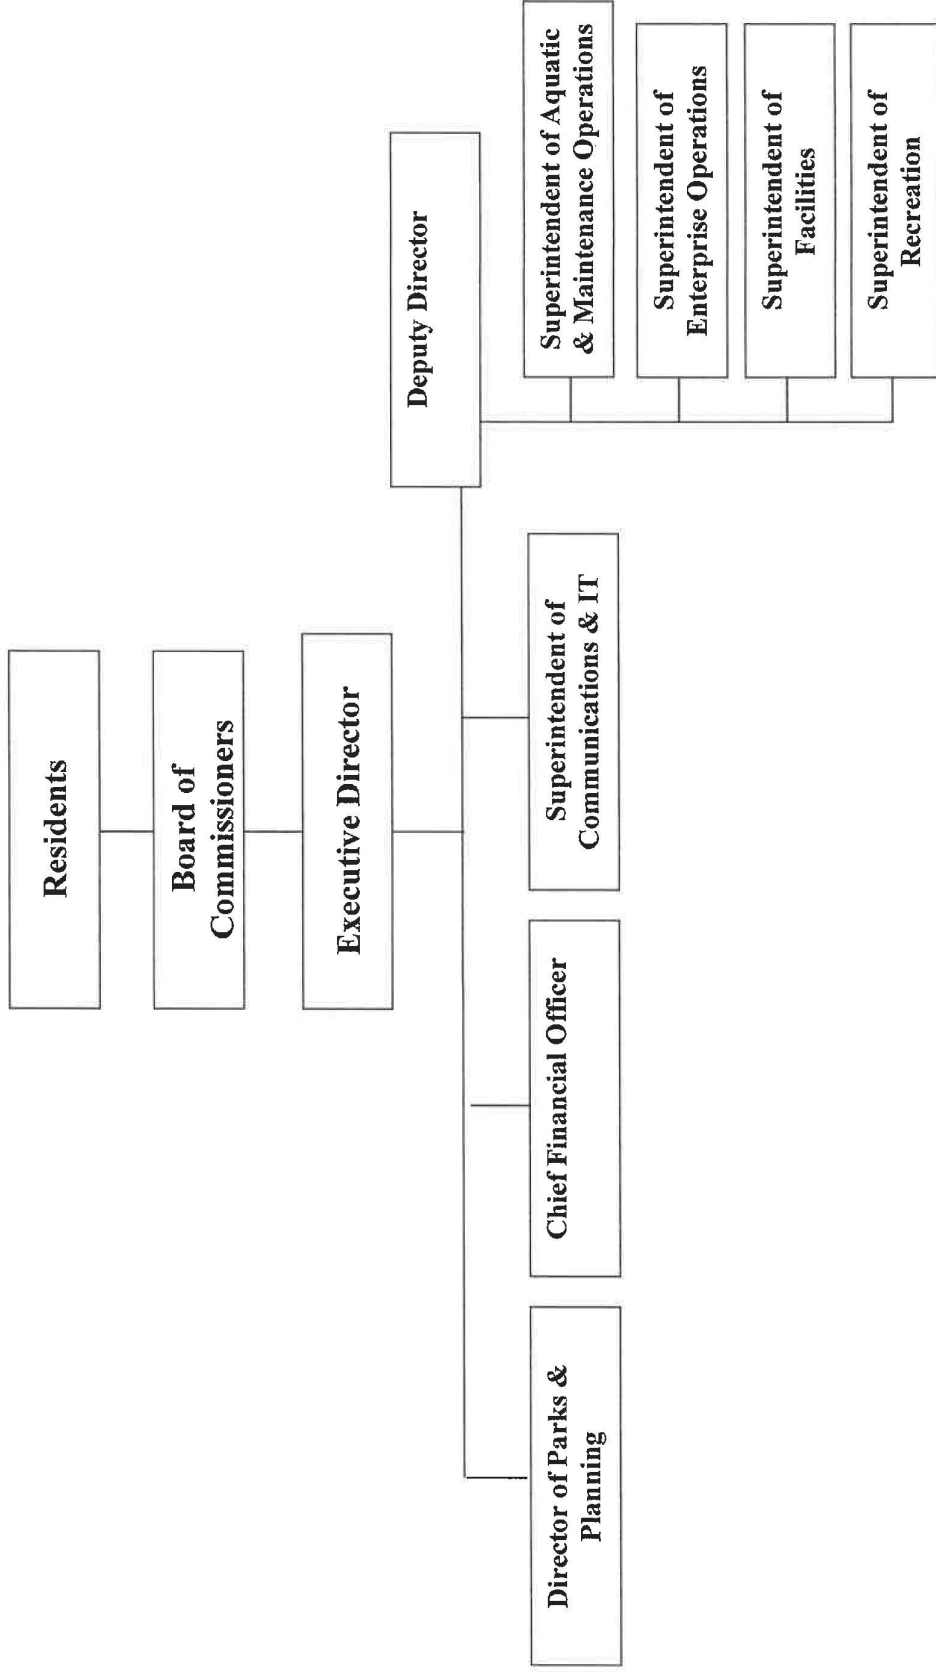 Residents
Board of
Commissioners
Executive Director
Deputy Director
Director of Parks &
Planning
Chief Financial Officer
Superintendent of
Communications & IT
Superintendent of Aquatic
& Maintenance Operations
Superintendent of
Enterprise Operations
Superintendent of
Facilities
Superintendent of
Recreation